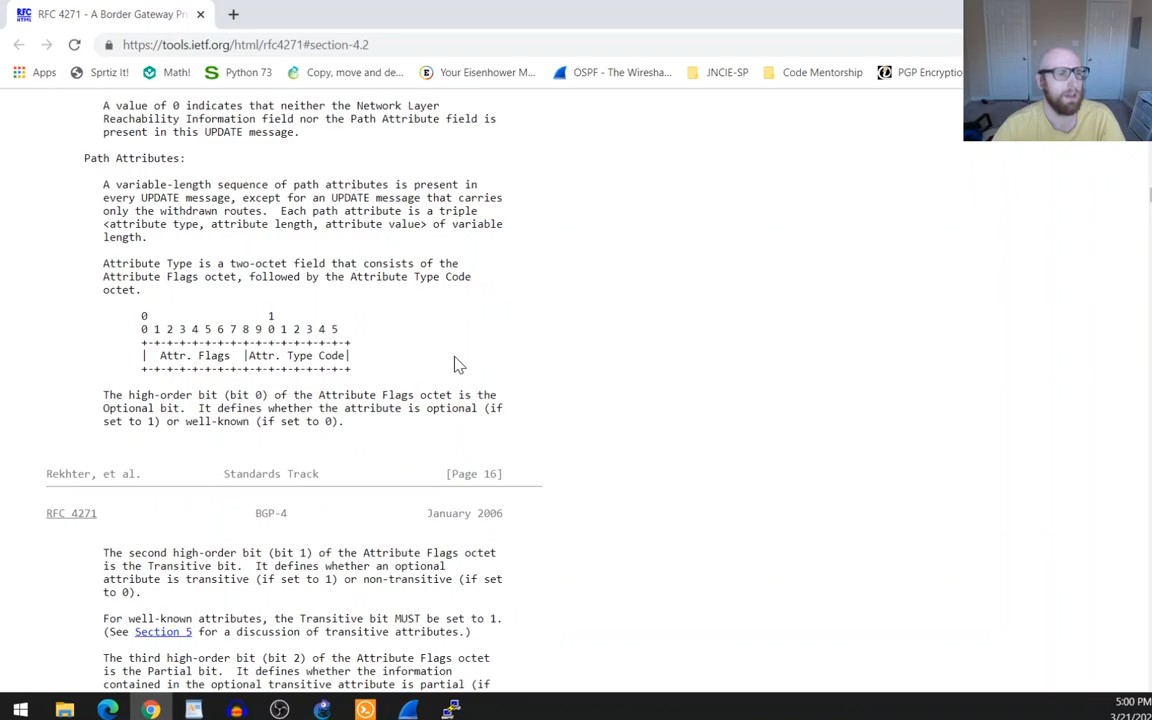 RFC HTML RFC 4271 - A Border Gateway Pr
https://tools.ietf.org/html/rfc4271#section-4.2
Apps Sprtiz It! Math! Python 73 Copy, move and de... Your Eisenhower M... OSPF - The Wiresha... JNCIE-SP Code Mentorship PGP Encryptio
A value of 0 indicates that neither the Network Layer
Reachability Information field nor the Path Attribute field is
present in this UPDATE message.
Path Attributes:
A variable-length sequence of path attributes is present in
every UPDATE message, except for an UPDATE message that carries
only the withdrawn routes.  Each path attribute is a triple
<attribute type, attribute length, attribute value> of variable
length.
Attribute Type is a two-octet field that consists of the
Attribute Flags octet, followed by the Attribute Type Code
octet.
0                   1
0 1 2 3 4 5 6 7 8 9 0 1 2 3 4 5
+-+-+-+-+-+-+-+-+-+-+-+-+-+-+-+-+
|  Attr. Flags  |Attr. Type Code|
+-+-+-+-+-+-+-+-+-+-+-+-+-+-+-+-+
The high-order bit (bit 0) of the Attribute Flags octet is the
Optional bit.  It defines whether the attribute is optional (if
set to 1) or well-known (if set to 0).
Rekhter, et al. Standards Track [Page 16]
RFC 4271 BGP-4 January 2006
The second high-order bit (bit 1) of the Attribute Flags octet
is the Transitive bit.  It defines whether an optional
attribute is transitive (if set to 1) or non-transitive (if set
to 0).
For well-known attributes, the Transitive bit MUST be set to 1.
(See Section 5 for a discussion of transitive attributes.)
The third high-order bit (bit 2) of the Attribute Flags octet
is the Partial bit.  It defines whether the information
contained in the optional transitive attribute is partial (if
5:00 PM
3/21/202